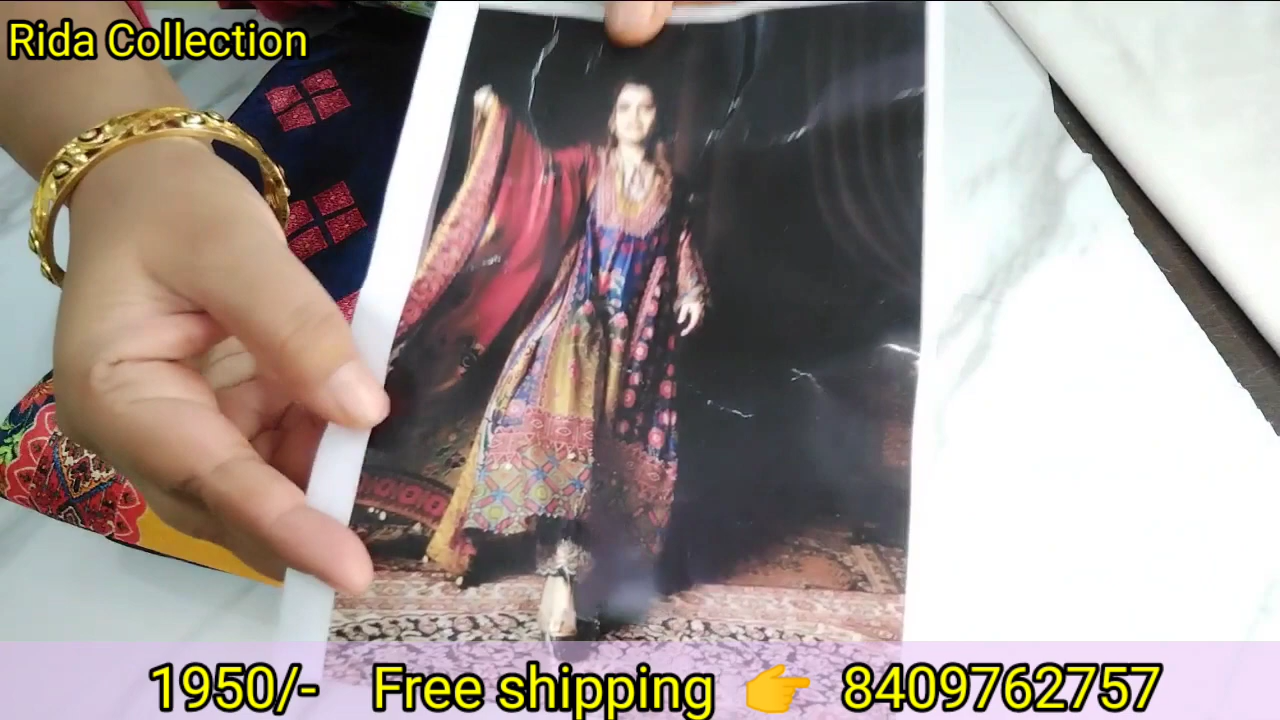 Rida Collection
1950/- Free shipping 👉 8409762757